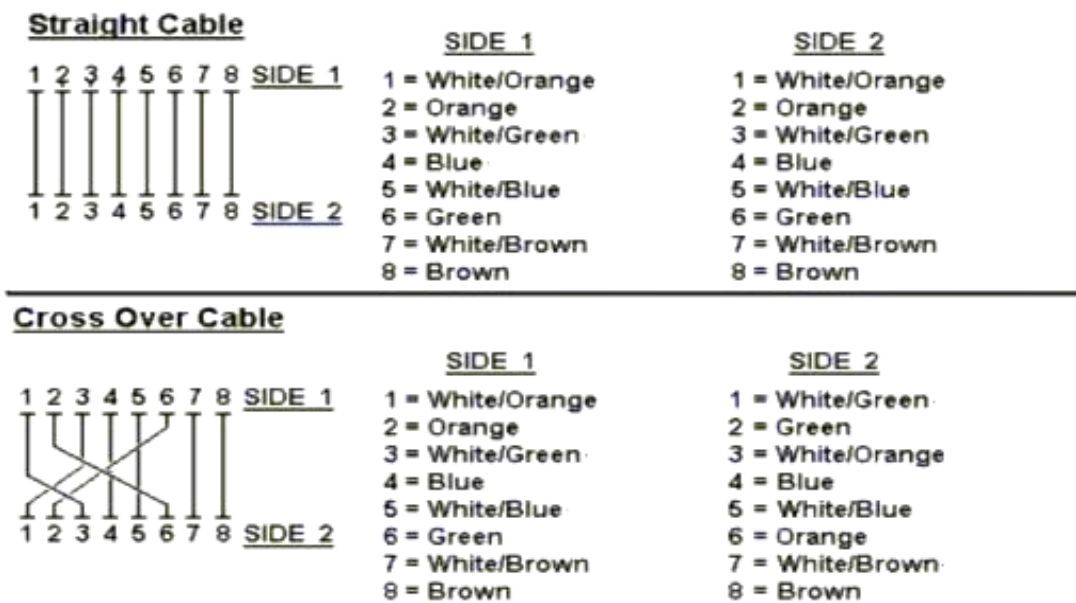 Straight Cable
1 2 3 4 5 6 7 8 SIDE 1
1 2 3 4 5 6 7 8 SIDE 2
SIDE 1
1 = White/Orange
2 = Orange
3 = White/Green
4 = Blue
5 = White/Blue
6 = Green
7 = White/Brown
8 = Brown
SIDE 2
1 = White/Orange
2 = Orange
3 = White/Green
4 = Blue
5 = White/Blue
6 = Green
7 = White/Brown
8 = Brown
Cross Over Cable
1 2 3 4 5 6 7 8 SIDE 1
1 2 3 4 5 6 7 8 SIDE 2
SIDE 1
1 = White/Orange
2 = Orange
3 = White/Green
4 = Blue
5 = White/Blue
6 = Green
7 = White/Brown
8 = Brown
SIDE 2
1 = White/Green
2 = Green
3 = White/Orange
4 = Blue
5 = White/Blue
6 = Orange
7 = White/Brown
8 = Brown